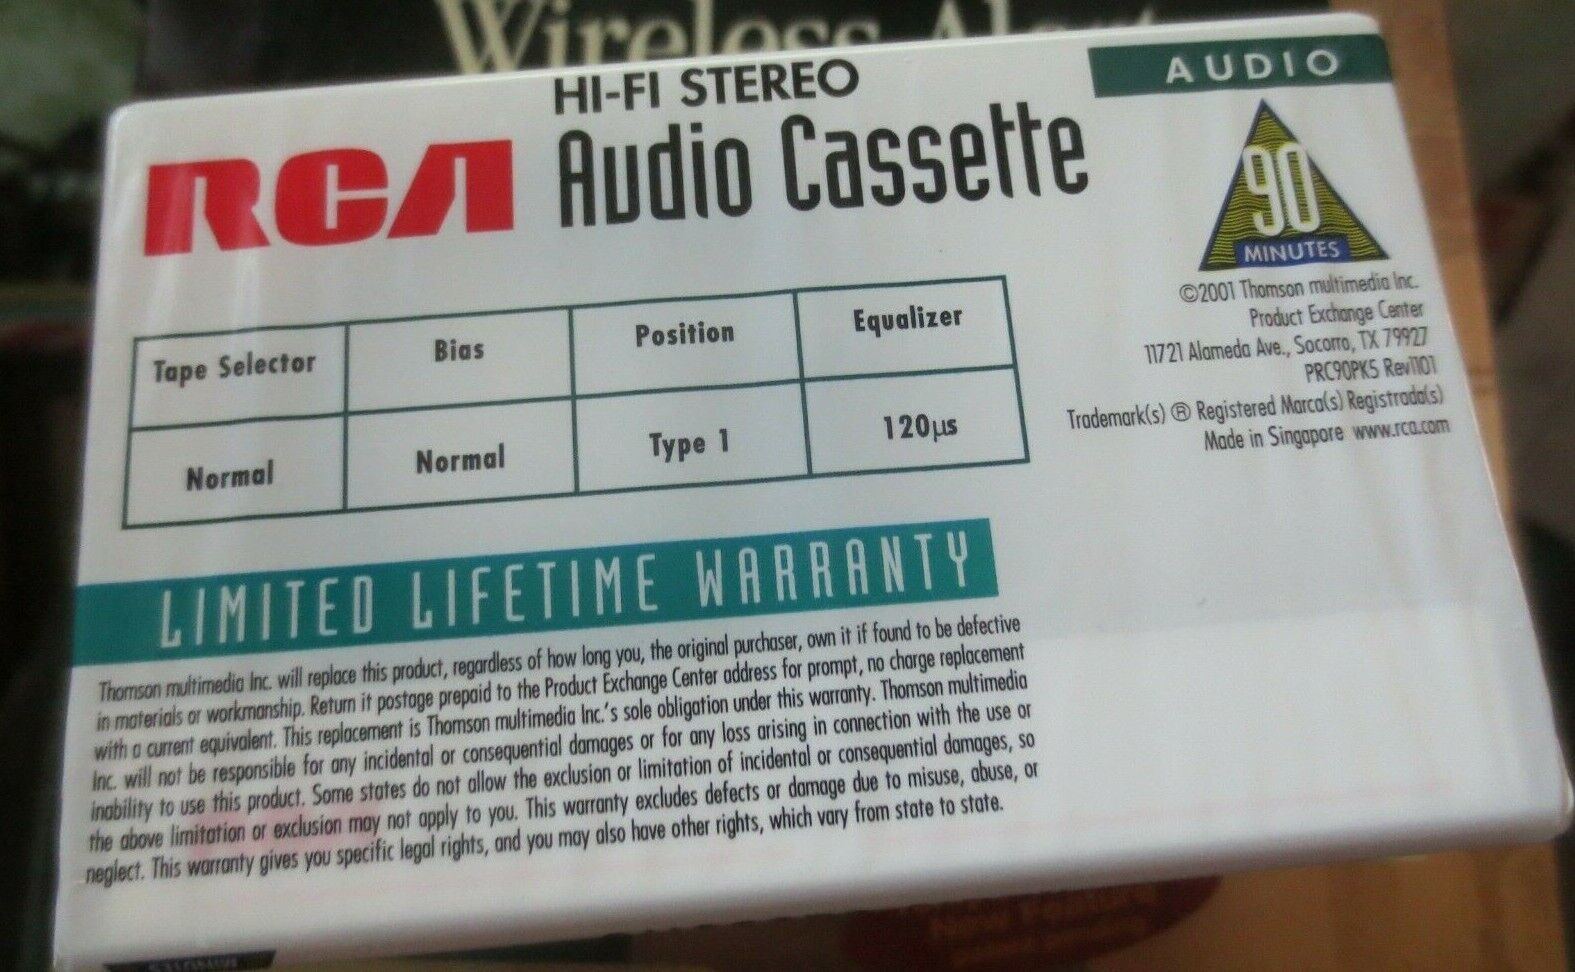 Wireless Alert
HI-FI STEREO
RCA Audio Cassette
AUDIO
90
MINUTES
©2001 Thomson multimedia Inc.
Product Exchange Center
11721 Alameda Ave., Socorro, TX 79927
PRC90PK5 Rev1101
Trademark(s) ® Registered Marca(s) Registrada(s)
Made in Singapore www.rca.com
Tape Selector Bias Position Equalizer
Normal Normal Type 1 120µs
LIMITED LIFETIME WARRANTY
Thomson multimedia Inc. will replace this product, regardless of how long you, the original purchaser, own it if found to be defective
in materials or workmanship. Return it postage prepaid to the Product Exchange Center address for prompt, no charge replacement
with a current equivalent. This replacement is Thomson multimedia Inc.'s sole obligation under this warranty. Thomson multimedia
Inc. will not be responsible for any incidental or consequential damages or for any loss arising in connection with the use or
inability to use this product. Some states do not allow the exclusion or limitation of incidental or consequential damages, so
the above limitation or exclusion may not apply to you. This warranty excludes defects or damage due to misuse, abuse, or
neglect. This warranty gives you specific legal rights, and you may also have other rights, which vary from state to state.